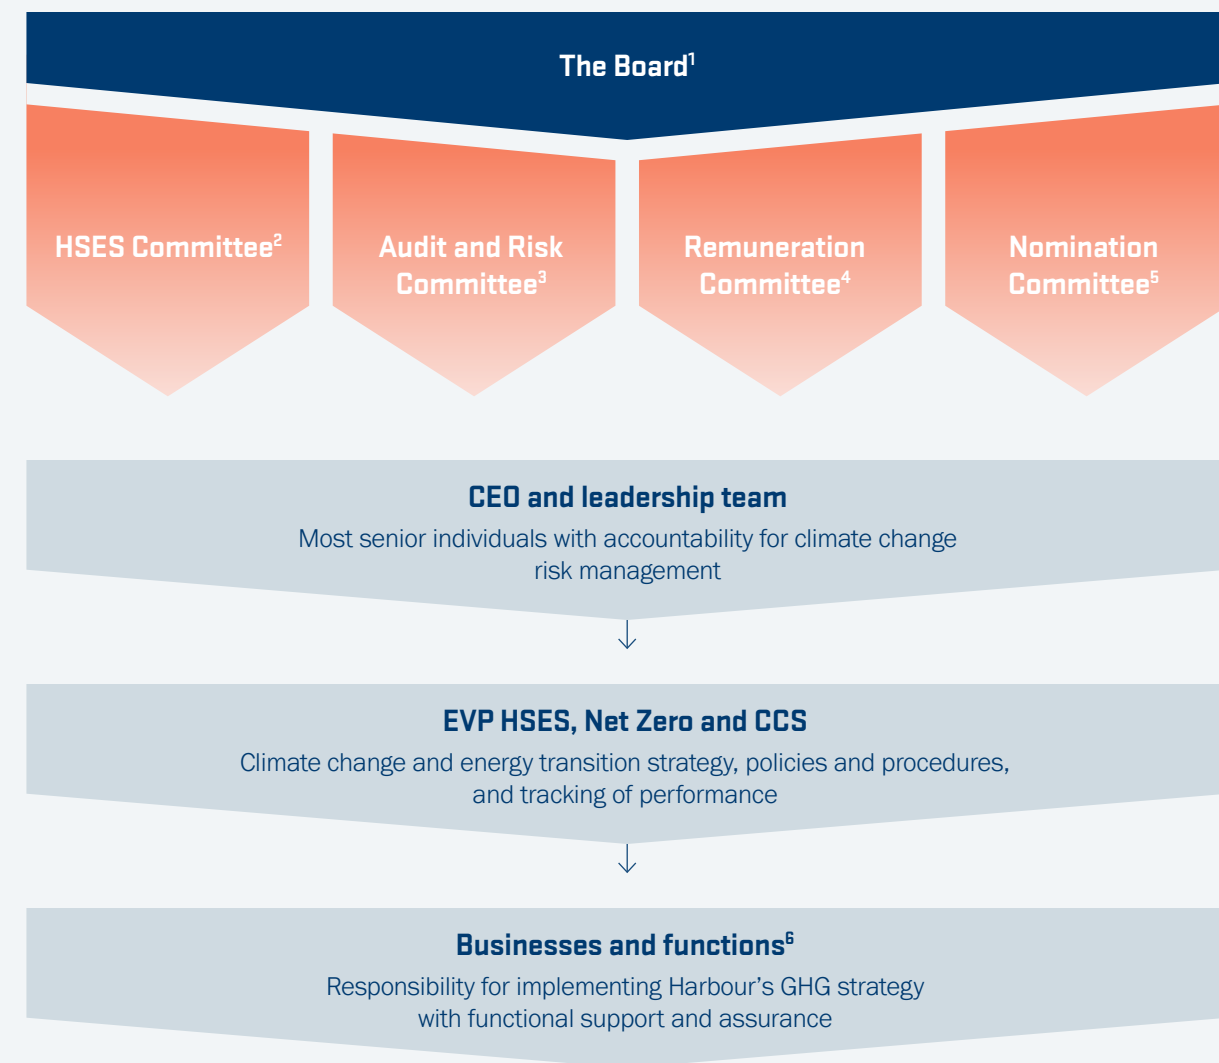 The Board¹
HSES Committee²
Audit and Risk
Committee³
Remuneration
Committee⁴
Nomination
Committee⁵
CEO and leadership team
Most senior individuals with accountability for climate change
risk management
EVP HSES, Net Zero and CCS
Climate change and energy transition strategy, policies and procedures,
and tracking of performance
Businesses and functions⁶
Responsibility for implementing Harbour’s GHG strategy
with functional support and assurance